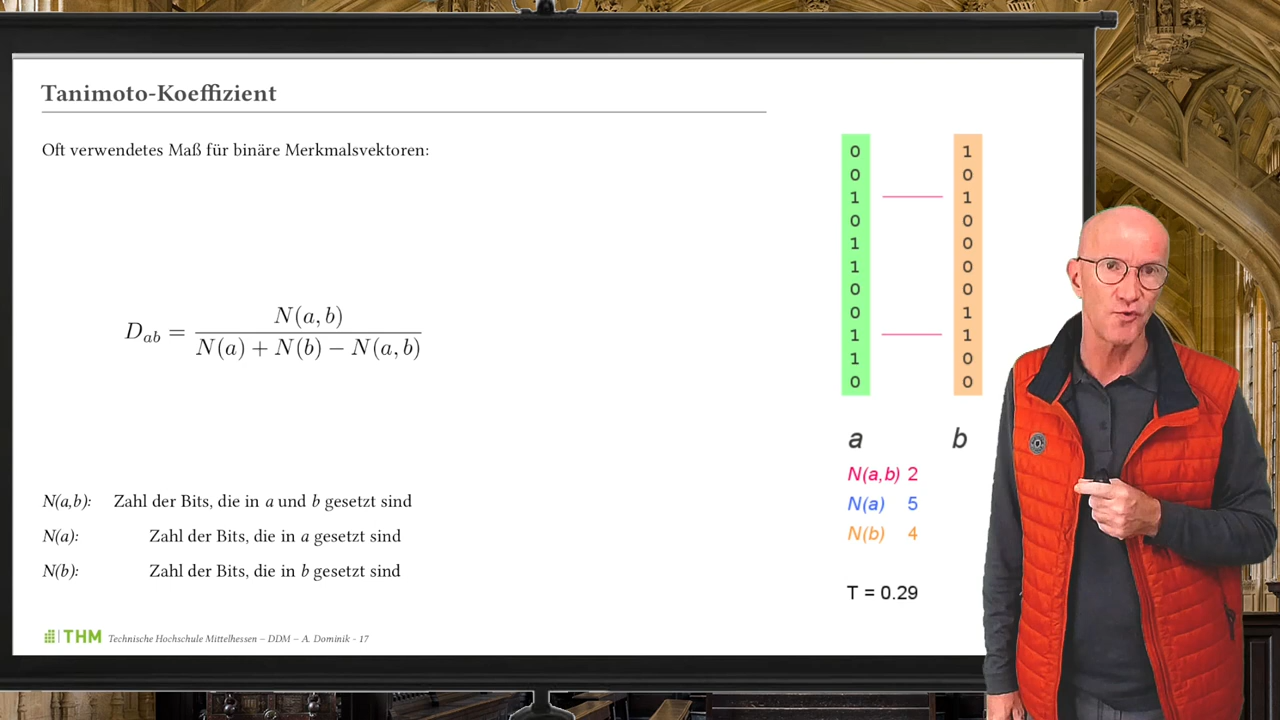 Tanimoto-Koeffizient
Oft verwendetes Maß für binäre Merkmalsvektoren:
D_ab = N(a, b) / (N(a) + N(b) − N(a, b))
N(a,b): Zahl der Bits, die in a und b gesetzt sind
N(a): Zahl der Bits, die in a gesetzt sind
N(b): Zahl der Bits, die in b gesetzt sind
0 1
0 0
1 1
0 0
1 0
1 0
0 0
0 1
1 1
1 0
0 0
a b
N(a,b) 2
N(a) 5
N(b) 4
T = 0.29
THM Technische Hochschule Mittelhessen – DDM – A. Dominik - 17